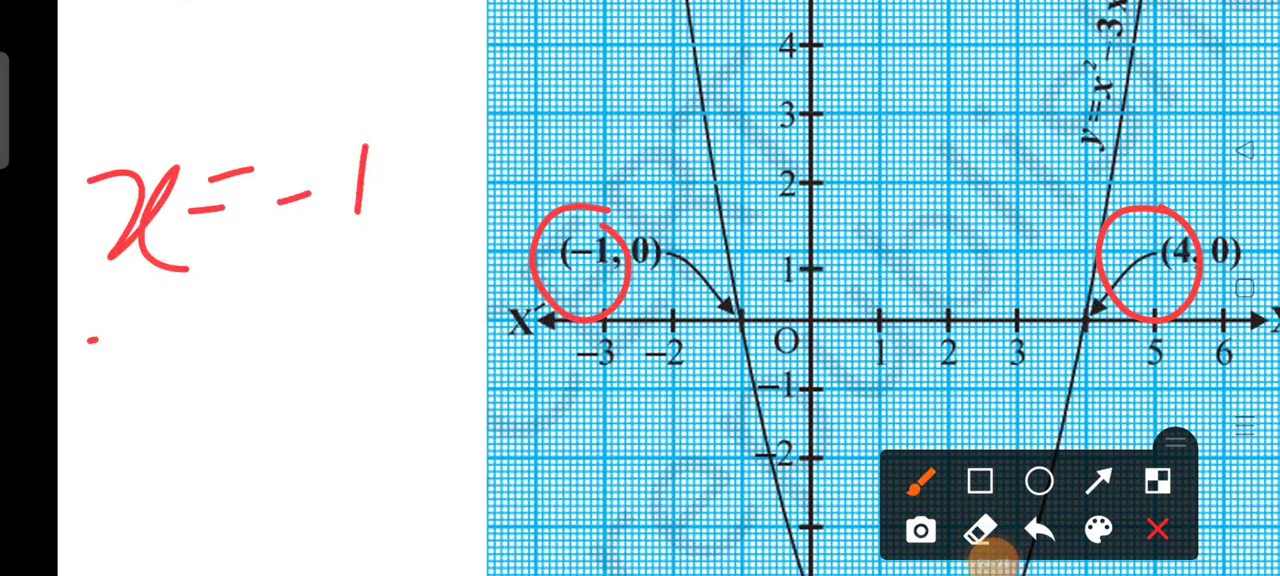 x = - 1
y = x² - 3x
4
3
2
(-1, 0)
(4, 0)
1
X′
O
-3 -2 1 2 3 5 6
-1
-2